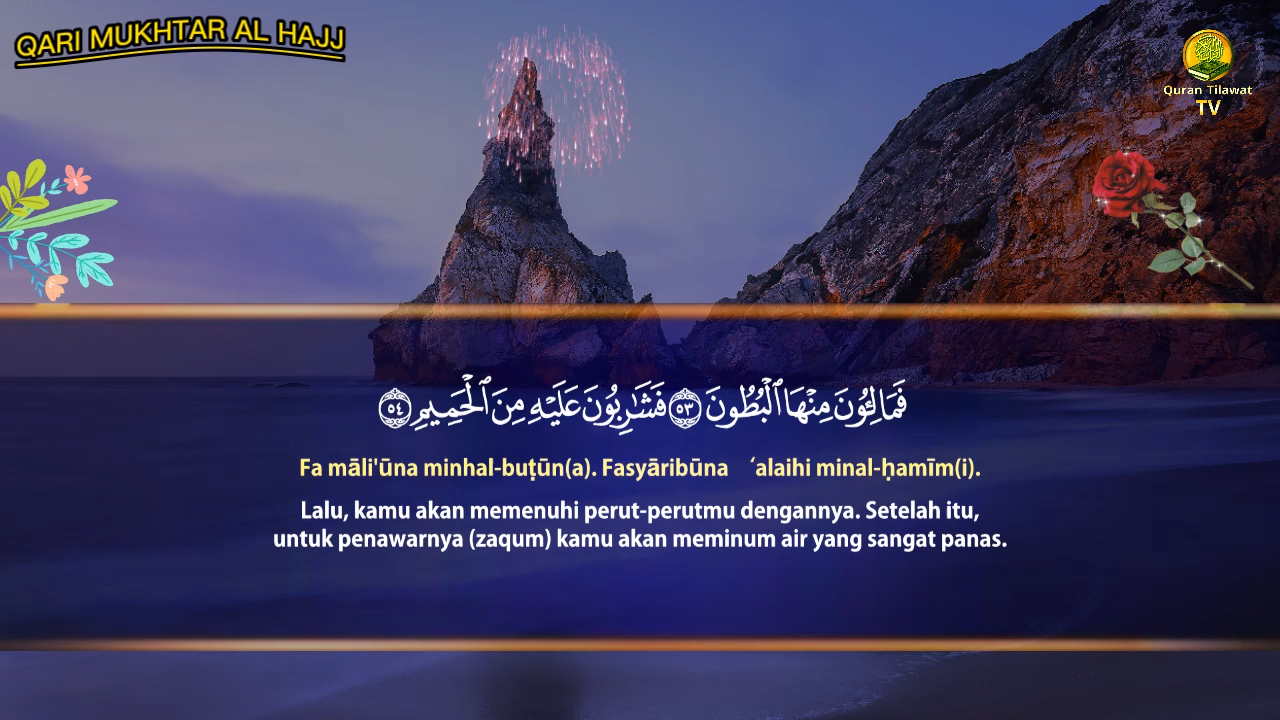 QARI MUKHTAR AL HAJJ
Quran Tilawat
TV
فَمَالِـُٔونَ مِنْهَا ٱلْبُطُونَ ٥٣ فَشَـٰرِبُونَ عَلَيْهِ مِنَ ٱلْحَمِيمِ ٥٤
Fa māli'ūna minhal-buṭūn(a). Fasyāribūna ‘alaihi minal-ḥamīm(i).
Lalu, kamu akan memenuhi perut-perutmu dengannya. Setelah itu,
untuk penawarnya (zaqum) kamu akan meminum air yang sangat panas.